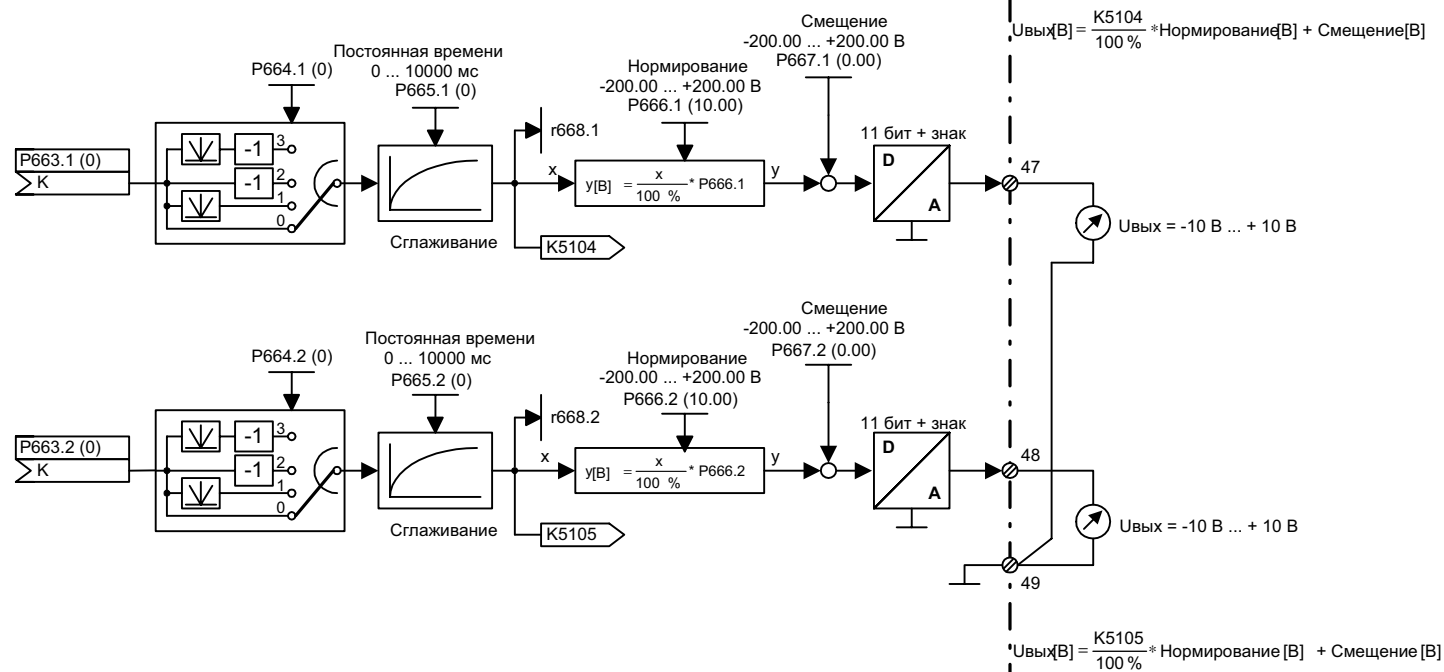 Uвых[В] = K5104 / 100 % *Нормирование[В] + Смещение[В]
Смещение
-200.00 ... +200.00 В
P667.1 (0.00)
Постоянная времени
0 ... 10000 мс
P665.1 (0)
P664.1 (0)
Нормирование
-200.00 ... +200.00 В
P666.1 (10.00)
r668.1
11 бит + знак
P663.1 (0)
K
-1
3
-1
2
1
0
Сглаживание
x
y[В] = x / 100 % * P666.1
y
D
A
47
K5104
Uвых = -10 В ... + 10 В
Смещение
-200.00 ... +200.00 В
P667.2 (0.00)
Постоянная времени
0 ... 10000 мс
P665.2 (0)
P664.2 (0)
Нормирование
-200.00 ... +200.00 В
P666.2 (10.00)
r668.2
11 бит + знак
P663.2 (0)
K
-1
3
-1
2
1
0
Сглаживание
x
y[В] = x / 100 % * P666.2
y
D
A
48
K5105
Uвых = -10 В ... + 10 В
49
Uвых[В] = K5105 / 100 % * Нормирование [В] + Смещение [В]